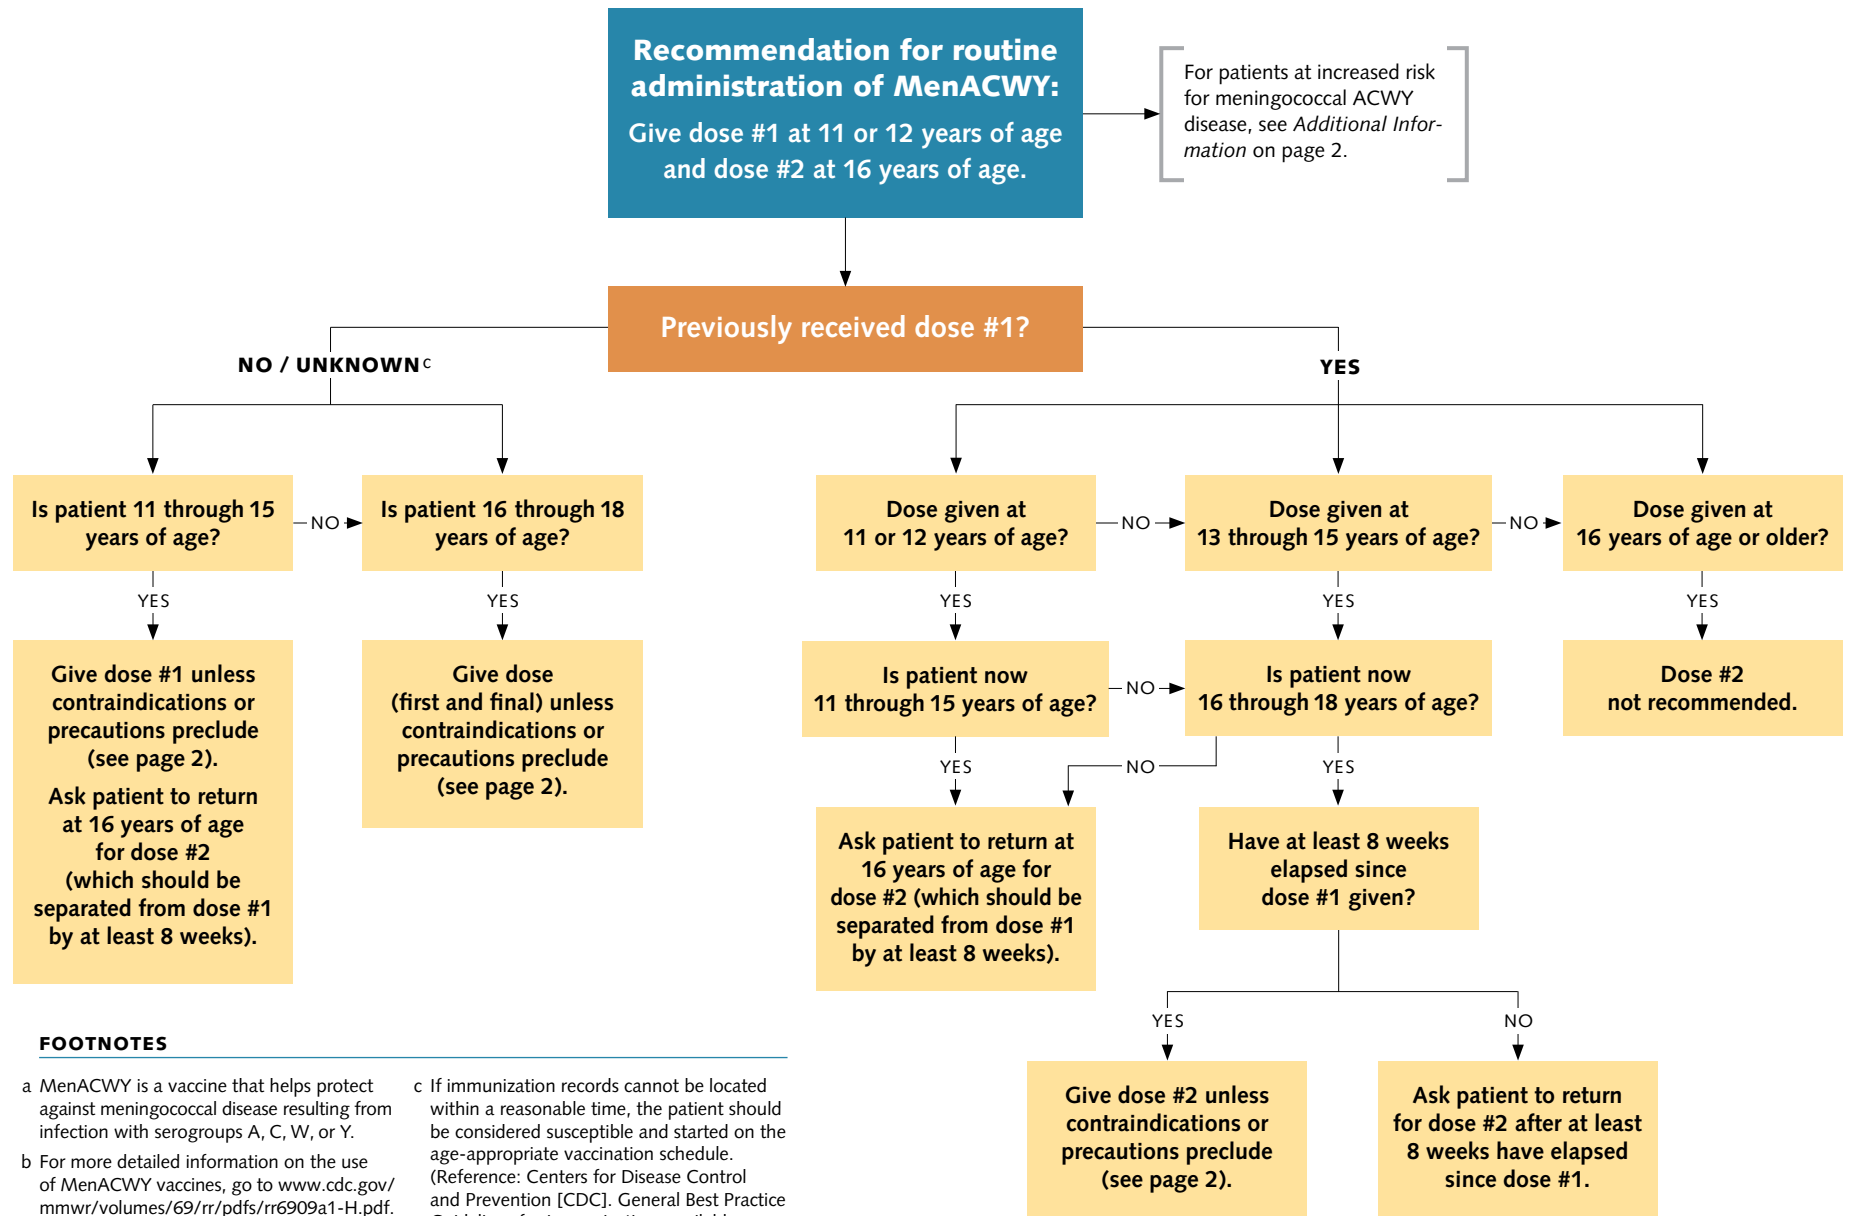 Recommendation for routine
administration of MenACWY:
Give dose #1 at 11 or 12 years of age
and dose #2 at 16 years of age.
For patients at increased risk
for meningococcal ACWY
disease, see Additional Infor-
mation on page 2.
Previously received dose #1?
NO / UNKNOWN c
YES
Is patient 11 through 15
years of age?
NO
Is patient 16 through 18
years of age?
Dose given at
11 or 12 years of age?
NO
Dose given at
13 through 15 years of age?
NO
Dose given at
16 years of age or older?
YES
YES
YES
YES
YES
Give dose #1 unless
contraindications or
precautions preclude
(see page 2).
Ask patient to return
at 16 years of age
for dose #2
(which should be
separated from dose #1
by at least 8 weeks).
Give dose
(first and final) unless
contraindications or
precautions preclude
(see page 2).
Is patient now
11 through 15 years of age?
NO
Is patient now
16 through 18 years of age?
Dose #2
not recommended.
YES
NO
YES
Ask patient to return at
16 years of age for
dose #2 (which should be
separated from dose #1
by at least 8 weeks).
Have at least 8 weeks
elapsed since
dose #1 given?
YES
NO
Give dose #2 unless
contraindications or
precautions preclude
(see page 2).
Ask patient to return
for dose #2 after at least
8 weeks have elapsed
since dose #1.
FOOTNOTES
a MenACWY is a vaccine that helps protect
against meningococcal disease resulting from
infection with serogroups A, C, W, or Y.
b For more detailed information on the use
of MenACWY vaccines, go to www.cdc.gov/
mmwr/volumes/69/rr/pdfs/rr6909a1-H.pdf.
c If immunization records cannot be located
within a reasonable time, the patient should
be considered susceptible and started on the
age-appropriate vaccination schedule.
(Reference: Centers for Disease Control
and Prevention [CDC]. General Best Practice